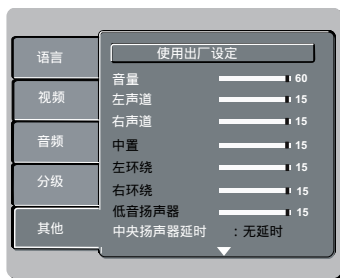 语言
视频
音频
分级
其他
使用出厂设定
音量 60
左声道 15
右声道 15
中置 15
左环绕 15
右环绕 15
低音扬声器 15
中央扬声器延时 : 无延时